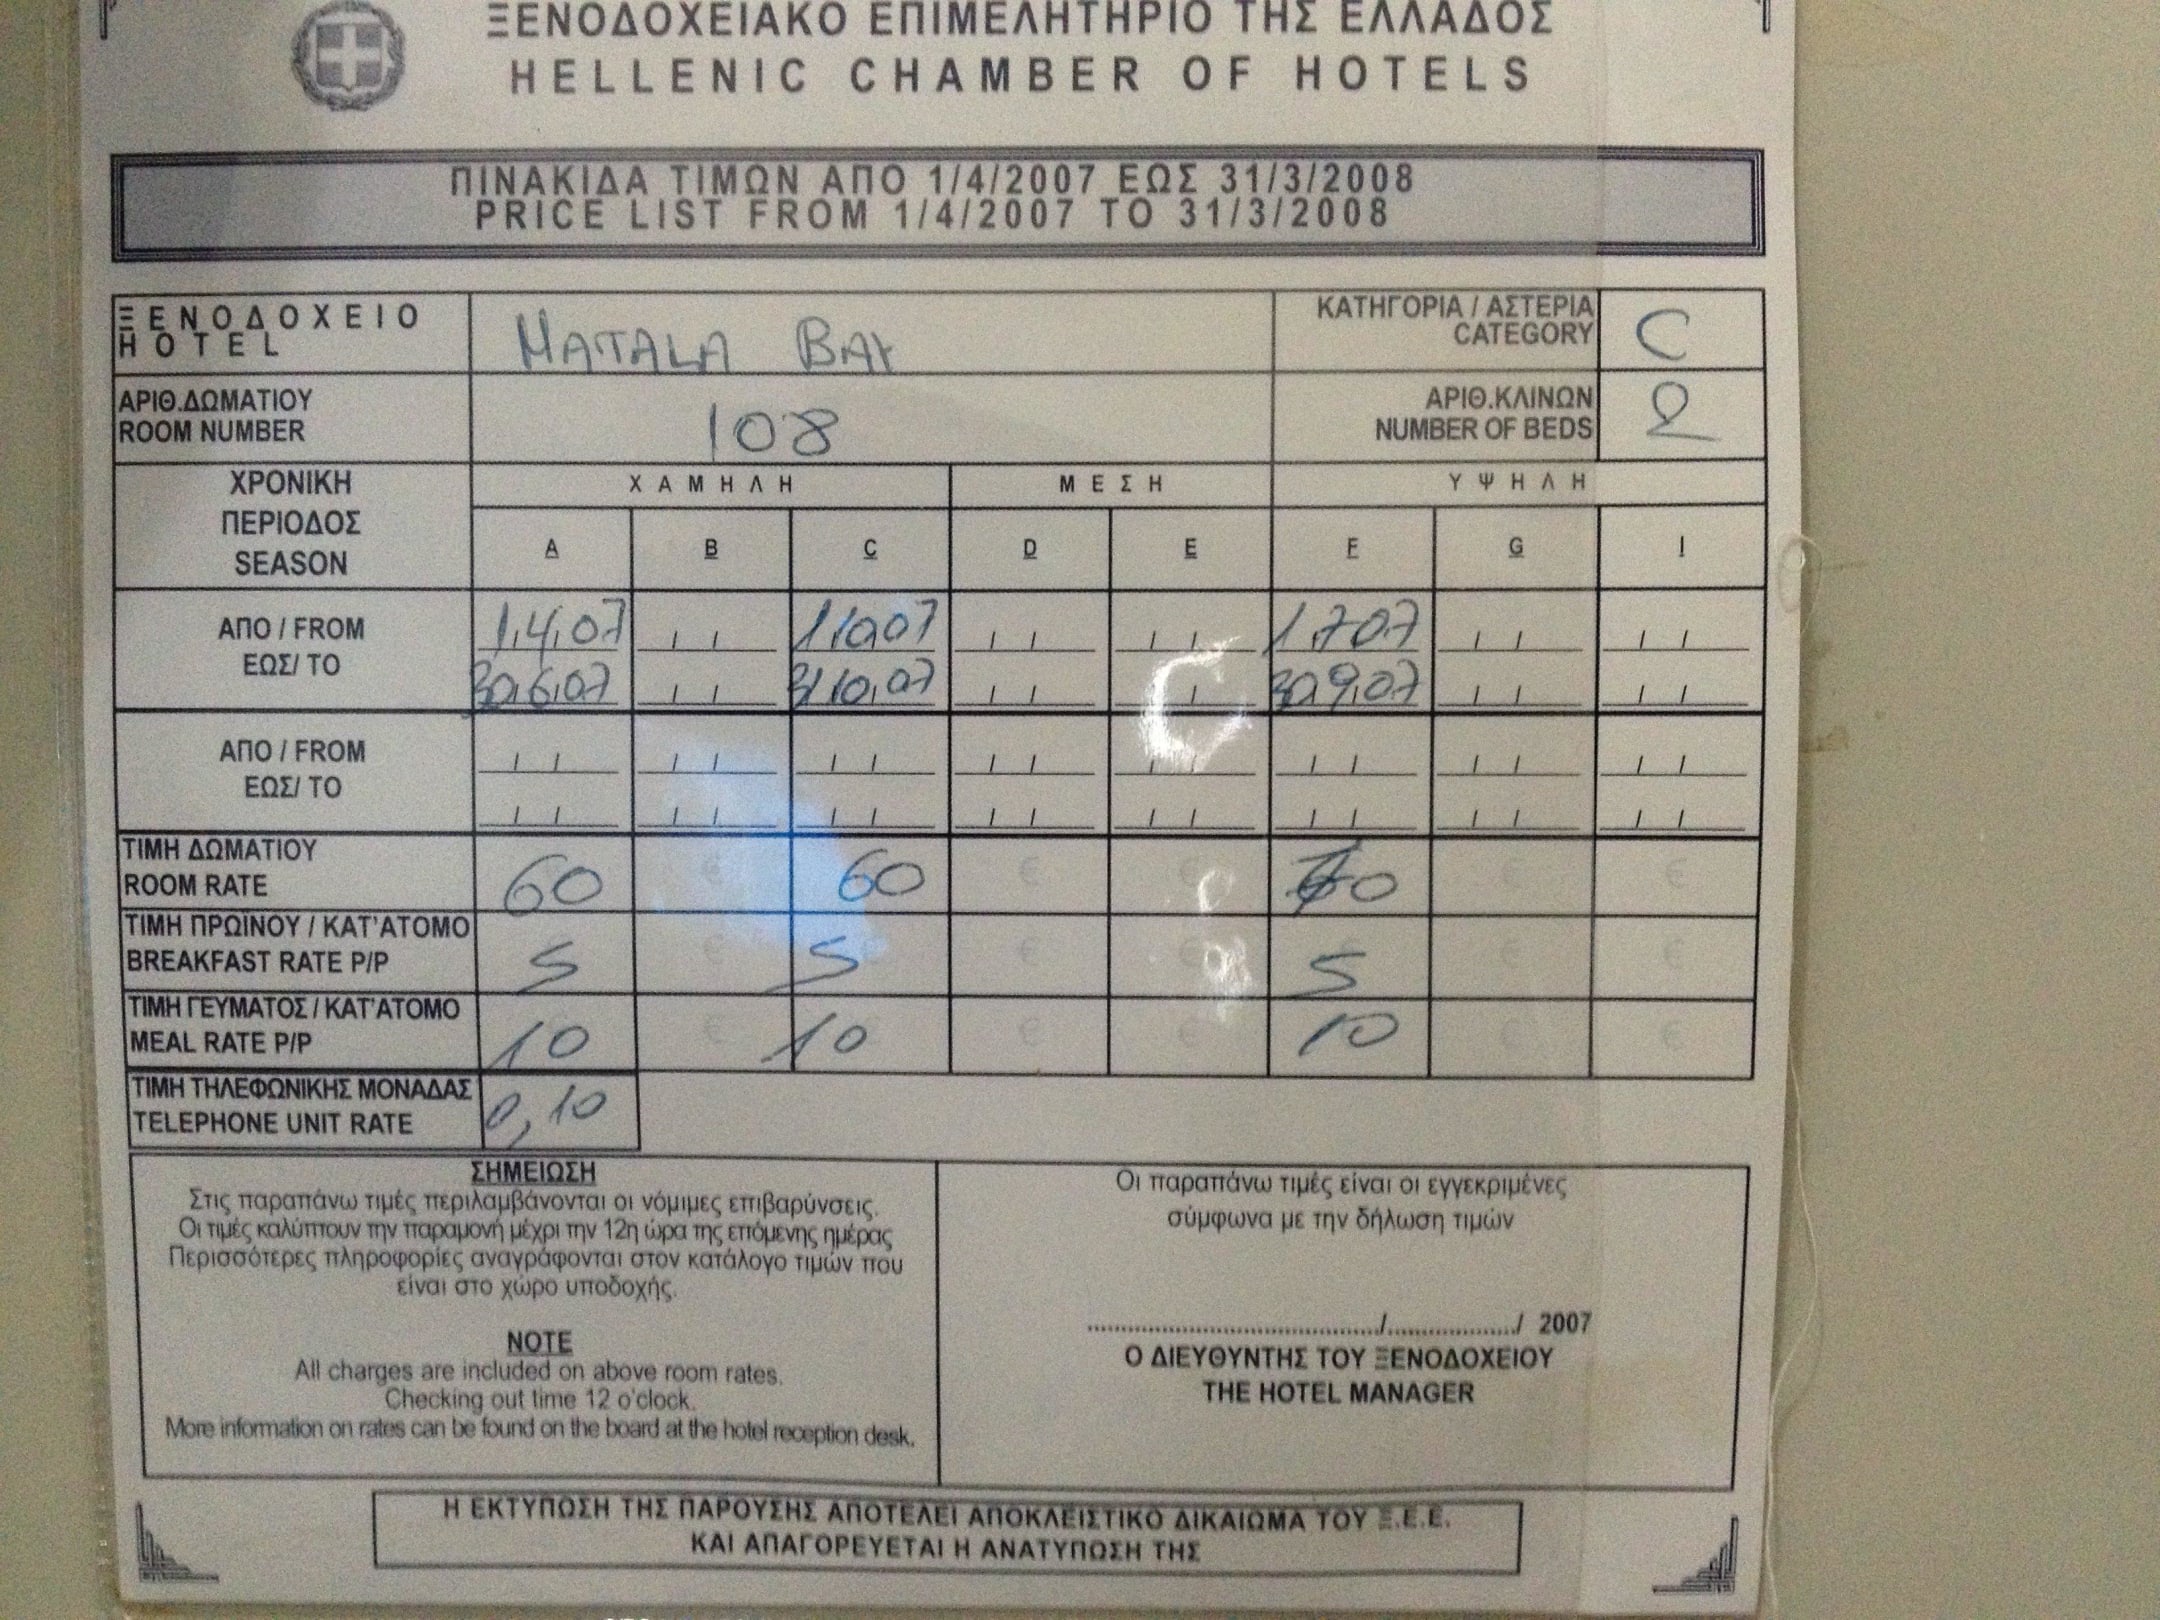 ΞΕΝΟΔΟΧΕΙΑΚΟ ΕΠΙΜΕΛΗΤΗΡΙΟ ΤΗΣ ΕΛΛΑΔΟΣ
HELLENIC CHAMBER OF HOTELS
ΠΙΝΑΚΙΔΑ ΤΙΜΩΝ ΑΠΟ 1/4/2007 ΕΩΣ 31/3/2008
PRICE LIST FROM 1/4/2007 TO 31/3/2008
ΞΕΝΟΔΟΧΕΙΟ
HOTEL
MATALA BAY
ΚΑΤΗΓΟΡΙΑ / ΑΣΤΕΡΙΑ
CATEGORY
C
ΑΡΙΘ.ΔΩΜΑΤΙΟΥ
ROOM NUMBER
108
ΑΡΙΘ.ΚΛΙΝΩΝ
NUMBER OF BEDS
2
ΧΡΟΝΙΚΗ
ΠΕΡΙΟΔΟΣ
SEASON
ΧΑΜΗΛΗ ΜΕΣΗ ΥΨΗΛΗ
A B C D E F G I
ΑΠΟ / FROM
ΕΩΣ/ ΤΟ
1/4/07 1/10/07 1/7/07
30/6/07 31/10/07 30/9/07
ΑΠΟ / FROM
ΕΩΣ/ ΤΟ
ΤΙΜΗ ΔΩΜΑΤΙΟΥ
ROOM RATE
60 € 60 € € € €
ΤΙΜΗ ΠΡΩΪΝΟΥ / ΚΑΤ'ΑΤΟΜΟ
BREAKFAST RATE P/P
5 € 5 € € 5 € €
ΤΙΜΗ ΓΕΥΜΑΤΟΣ / ΚΑΤ'ΑΤΟΜΟ
MEAL RATE P/P
10 € 10 € € 10 € €
ΤΙΜΗ ΤΗΛΕΦΩΝΙΚΗΣ ΜΟΝΑΔΑΣ
TELEPHONE UNIT RATE
0,10
ΣΗΜΕΙΩΣΗ
Στις παραπάνω τιμές περιλαμβάνονται οι νόμιμες επιβαρύνσεις.
Οι τιμές καλύπτουν την παραμονή μέχρι την 12η ώρα της επόμενης ημέρας
Περισσότερες πληροφορίες αναγράφονται στον κατάλογο τιμών που
είναι στο χώρο υποδοχής.
NOTE
All charges are included on above room rates.
Checking out time 12 o'clock.
More information on rates can be found on the board at the hotel reception desk.
Οι παραπάνω τιμές είναι οι εγγεκριμένες
σύμφωνα με την δήλωση τιμών
............................................./..................../ 2007
Ο ΔΙΕΥΘΥΝΤΗΣ ΤΟΥ ΞΕΝΟΔΟΧΕΙΟΥ
THE HOTEL MANAGER
Η ΕΚΤΥΠΩΣΗ ΤΗΣ ΠΑΡΟΥΣΗΣ ΑΠΟΤΕΛΕΙ ΑΠΟΚΛΕΙΣΤΙΚΟ ΔΙΚΑΙΩΜΑ ΤΟΥ Ξ.Ε.Ε.
ΚΑΙ ΑΠΑΓΟΡΕΥΕΤΑΙ Η ΑΝΑΤΥΠΩΣΗ ΤΗΣ